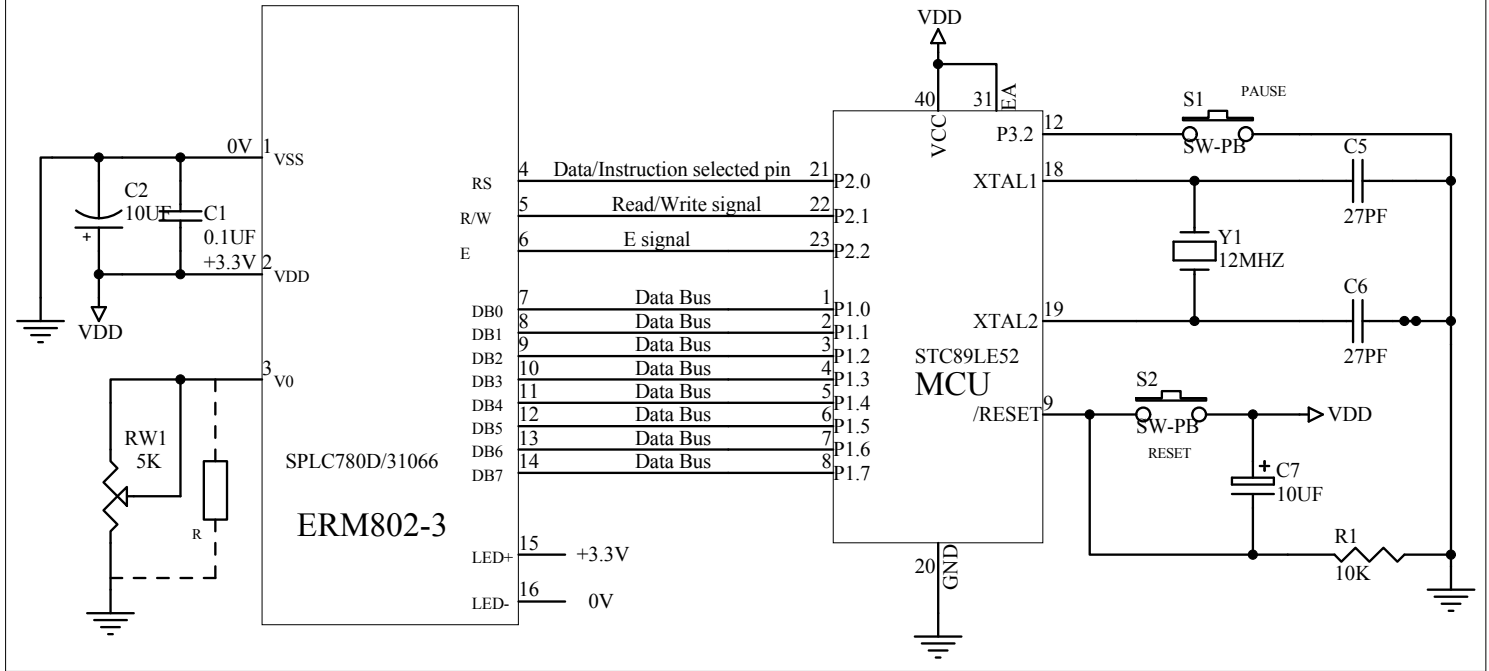 VDD
40
31
EA
VCC
S1
PAUSE
P3.2
12
SW-PB
0V
1
VSS
C2
10UF
C1
0.1UF
+3.3V
2
VDD
VDD
RS
4
Data/Instruction selected pin
21
P2.0
R/W
5
Read/Write signal
22
P2.1
E
6
E signal
23
P2.2
XTAL1
18
C5
27PF
Y1
12MHZ
XTAL2
19
C6
27PF
DB0
7
Data Bus
1
P1.0
DB1
8
Data Bus
2
P1.1
DB2
9
Data Bus
3
P1.2
DB3
10
Data Bus
4
P1.3
DB4
11
Data Bus
5
P1.4
DB5
12
Data Bus
6
P1.5
DB6
13
Data Bus
7
P1.6
DB7
14
Data Bus
8
P1.7
STC89LE52
MCU
3
V0
RW1
5K
R
SPLC780D/31066
ERM802-3
/RESET
9
S2
SW-PB
RESET
VDD
+
C7
10UF
R1
10K
LED+
15
+3.3V
LED-
16
0V
20
GND
+